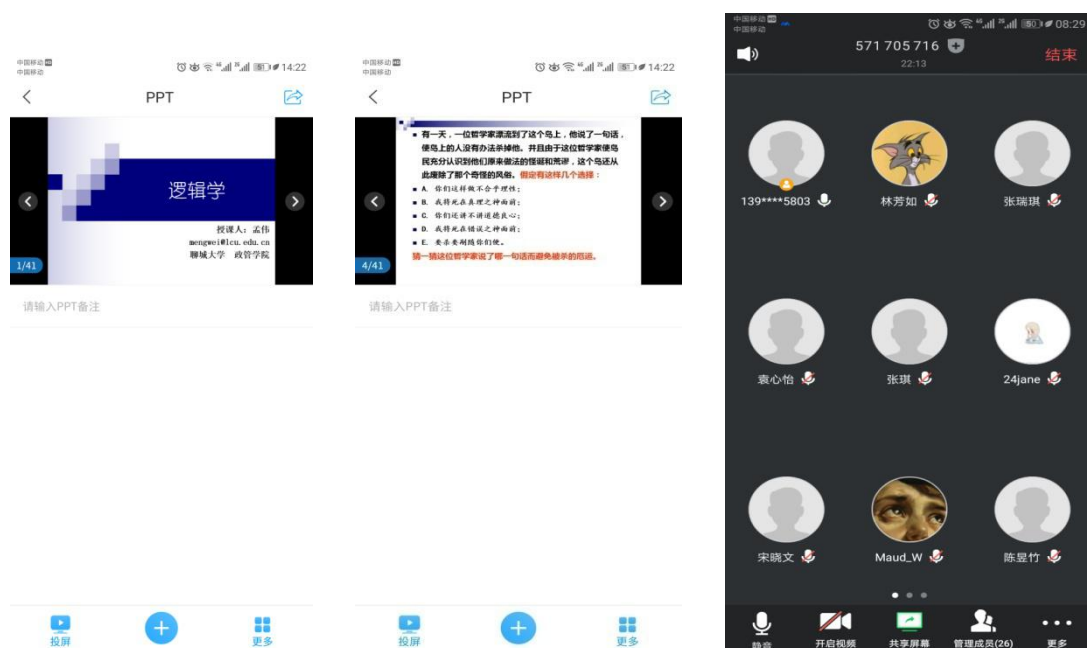 中国移动 HD
中国移动
14:22
PPT
逻辑学
授课人：孟伟
mengwei@lcu.edu.cn
聊城大学 政管学院
1/41
请输入PPT备注
投屏
更多
中国移动 HD
中国移动
14:22
PPT
有一天，一位哲学家漂流到了这个岛上，他说了一句话，
使岛上的人没有办法杀掉他。并且由于这位哲学家使岛
民充分认识到他们原来做法的怪诞和荒谬，这个岛还从
此废除了那个奇怪的风俗。假定有这样几个选择：
A. 你们这样做不合乎理性；
B. 我将死在真理之神面前；
C. 你们还讲不讲道德良心；
D. 我将死在错误之神面前；
E. 要杀要剐随你们便。
猜一猜这位哲学家说了哪一句话而避免被杀的厄运。
4/41
请输入PPT备注
投屏
更多
中国移动 HD
中国移动
08:29
571 705 716
22:13
结束
139****5803
林芳如
张瑞琪
袁心怡
张琪
24jane
宋晓文
Maud_W
陈昱竹
静音
开启视频
共享屏幕
管理成员(26)
更多